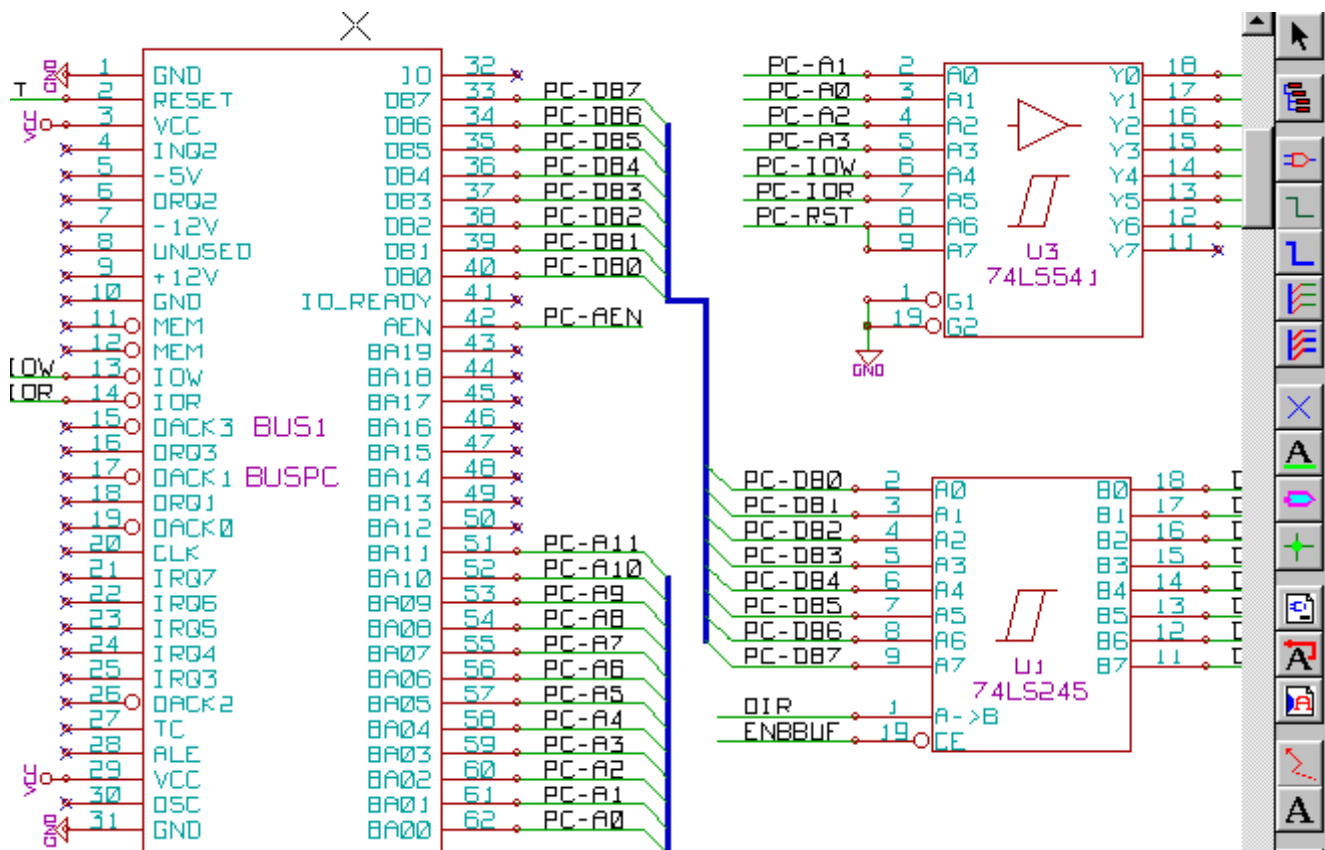 GND 1 GND IO 32
T 2 RESET DB7 33 PC-DB7
VCC 3 VCC DB6 34 PC-DB6
4 INQ2 DB5 35 PC-DB5
5 -5V DB4 36 PC-DB4
6 DRQ2 DB3 37 PC-DB3
7 -12V DB2 38 PC-DB2
8 UNUSED DB1 39 PC-DB1
9 +12V DB0 40 PC-DB0
10 GND IO_READY 41
11 MEM AEN 42 PC-AEN
12 MEM BA19 43
IOW 13 IOW BA18 44
IOR 14 IOR BA17 45
15 DACK3 BUS1 BA16 46
16 DRQ3 BA15 47
17 DACK1 BUSPC BA14 48
18 DRQ1 BA13 49
19 DACK0 BA12 50
20 CLK BA11 51 PC-A11
21 IRQ7 BA10 52 PC-A10
22 IRQ6 BA09 53 PC-A9
23 IRQ5 BA08 54 PC-A8
24 IRQ4 BA07 55 PC-A7
25 IRQ3 BA06 56 PC-A6
26 DACK2 BA05 57 PC-A5
27 TC BA04 58 PC-A4
28 ALE BA03 59 PC-A3
VCC 29 VCC BA02 60 PC-A2
30 OSC BA01 61 PC-A1
GND 31 GND BA00 62 PC-A0
PC-A1 2 A0 Y0 18
PC-A0 3 A1 Y1 17
PC-A2 4 A2 Y2 16
PC-A3 5 A3 Y3 15
PC-IOW 6 A4 Y4 14
PC-IOR 7 A5 Y5 13
PC-RST 8 A6 Y6 12
9 A7 Y7 11
U3
74LS541
1 G1
19 G2
GND
PC-DB0 2 A0 B0 18 D
PC-DB1 3 A1 B1 17 D
PC-DB2 4 A2 B2 16 D
PC-DB3 5 A3 B3 15 D
PC-DB4 6 A4 B4 14 D
PC-DB5 7 A5 B5 13 D
PC-DB6 8 A6 B6 12 D
PC-DB7 9 A7 B7 11 D
U1
74LS245
DIR 1 A->B
ENBBUF 19 CE
A
A
A
A